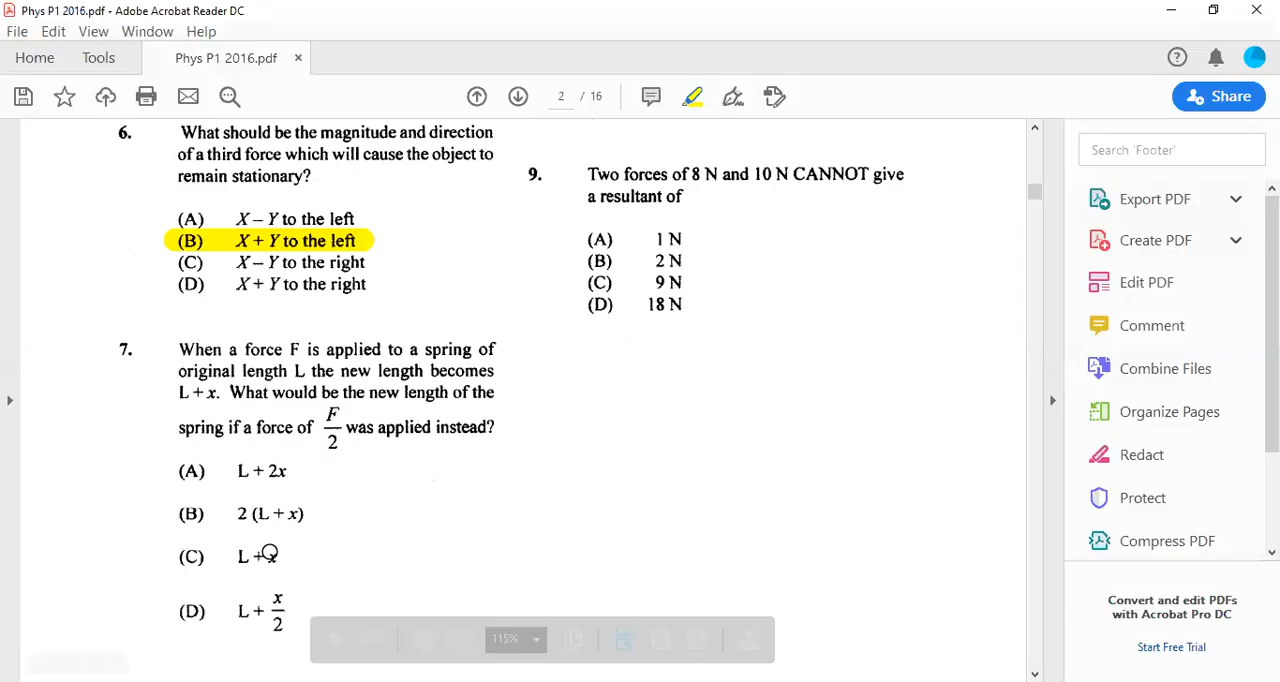 Phys P1 2016.pdf - Adobe Acrobat Reader DC
File Edit View Window Help
Home Tools Phys P1 2016.pdf ×
2 / 16
Share
6. What should be the magnitude and direction
of a third force which will cause the object to
remain stationary?
(A) X – Y to the left
(B) X + Y to the left
(C) X – Y to the right
(D) X + Y to the right
7. When a force F is applied to a spring of
original length L the new length becomes
L + x. What would be the new length of the
spring if a force of F/2 was applied instead?
(A) L + 2x
(B) 2 (L + x)
(C) L + x
(D) L + x/2
9. Two forces of 8 N and 10 N CANNOT give
a resultant of
(A) 1 N
(B) 2 N
(C) 9 N
(D) 18 N
115%
Search 'Footer'
Export PDF
Create PDF
Edit PDF
Comment
Combine Files
Organize Pages
Redact
Protect
Compress PDF
Convert and edit PDFs
with Acrobat Pro DC
Start Free Trial